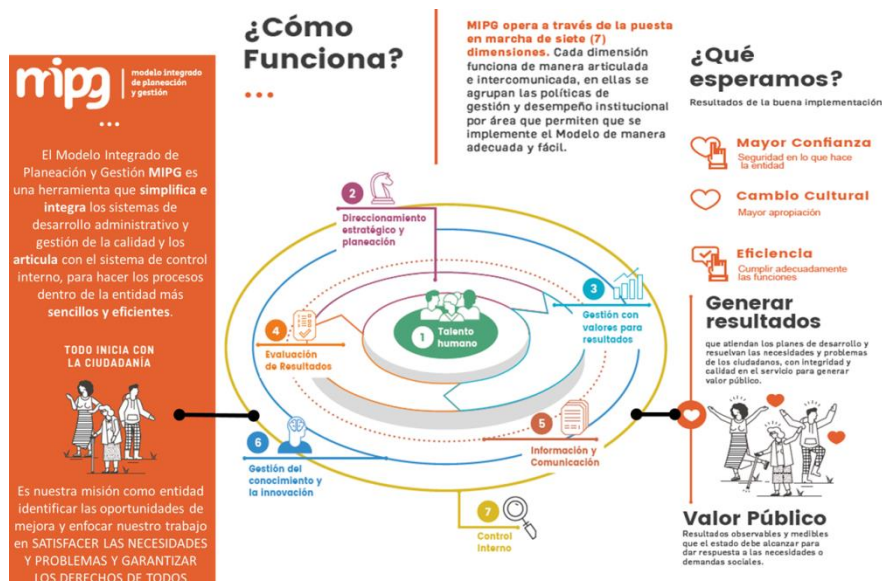 mipg
modelo integrado
de planeación
y gestión
El Modelo Integrado de
Planeación y Gestión MIPG es
una herramienta que simplifica e
integra los sistemas de
desarrollo administrativo y
gestión de la calidad y los
articula con el sistema de control
interno, para hacer los procesos
dentro de la entidad más
sencillos y eficientes.
TODO INICIA CON
LA CIUDADANÍA
Es nuestra misión como entidad
identificar las oportunidades de
mejora y enfocar nuestro trabajo
en SATISFACER LAS NECESIDADES
Y PROBLEMAS Y GARANTIZAR
LOS DERECHOS DE TODOS
¿Cómo
Funciona?
MIPG opera a través de la puesta
en marcha de siete (7)
dimensiones. Cada dimensión
funciona de manera articulada
e intercomunicada, en ellas se
agrupan las políticas de
gestión y desempeño institucional
por área que permiten que se
implemente el Modelo de manera
adecuada y fácil.
2
Direccionamiento
estratégico y
planeación
3
Gestión con
valores para
resultados
1
Talento
humano
4
Evaluación
de Resultados
5
Información y
Comunicación
6
Gestión del
conocimiento y
la innovación
7
Control
Interno
¿Qué
esperamos?
Resultados de la buena implementación
Mayor Confianza
Seguridad en lo que hace
la entidad
Cambio Cultural
Mayor apropiación
Eficiencia
Cumplir adecuadamente
las funciones
Generar
resultados
que atiendan los planes de desarrollo y
resuelvan las necesidades y problemas
de los ciudadanos, con integridad y
calidad en el servicio para generar
valor público.
Valor Público
Resultados observables y medibles
que el estado debe alcanzar para
dar respuesta a las necesidades o
demandas sociales.